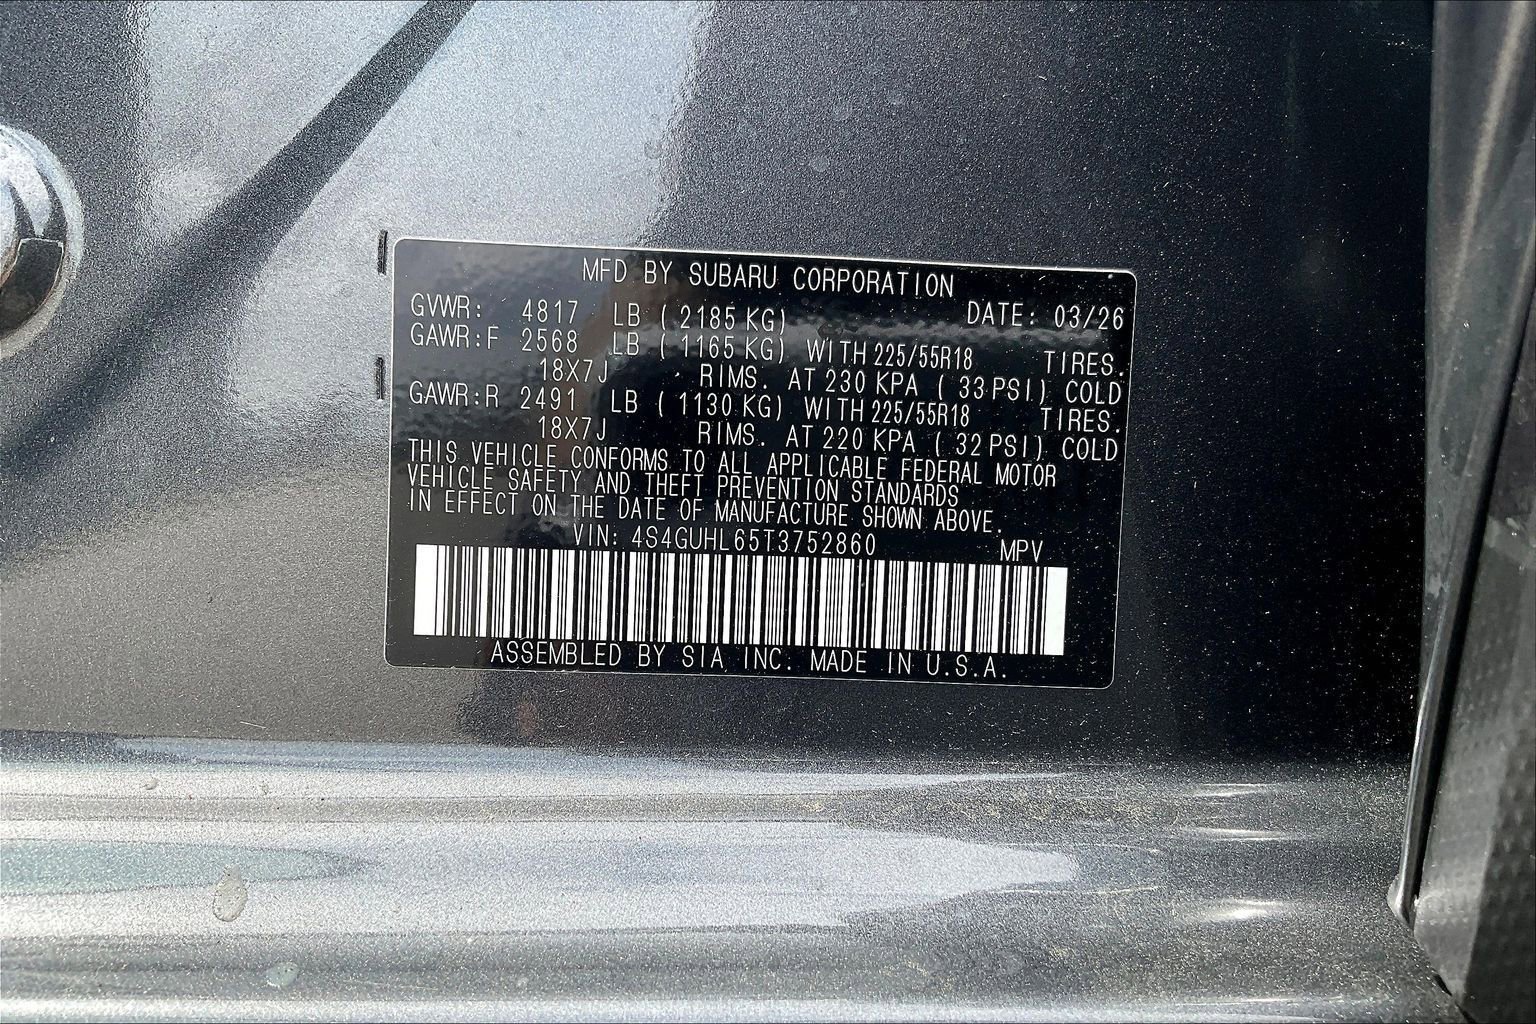 MFD BY SUBARU CORPORATION
GVWR: 4817 LB ( 2185 KG) DATE: 03/26
GAWR:F 2568 LB ( 1165 KG) WITH 225/55R18 TIRES.
18X7J RIMS. AT 230 KPA ( 33 PSI) COLD
GAWR:R 2491 LB ( 1130 KG) WITH 225/55R18 TIRES.
18X7J RIMS. AT 220 KPA ( 32 PSI) COLD
THIS VEHICLE CONFORMS TO ALL APPLICABLE FEDERAL MOTOR
VEHICLE SAFETY AND THEFT PREVENTION STANDARDS
IN EFFECT ON THE DATE OF MANUFACTURE SHOWN ABOVE.
VIN: 4S4GUHL65T3752860 MPV
ASSEMBLED BY SIA INC. MADE IN U.S.A.